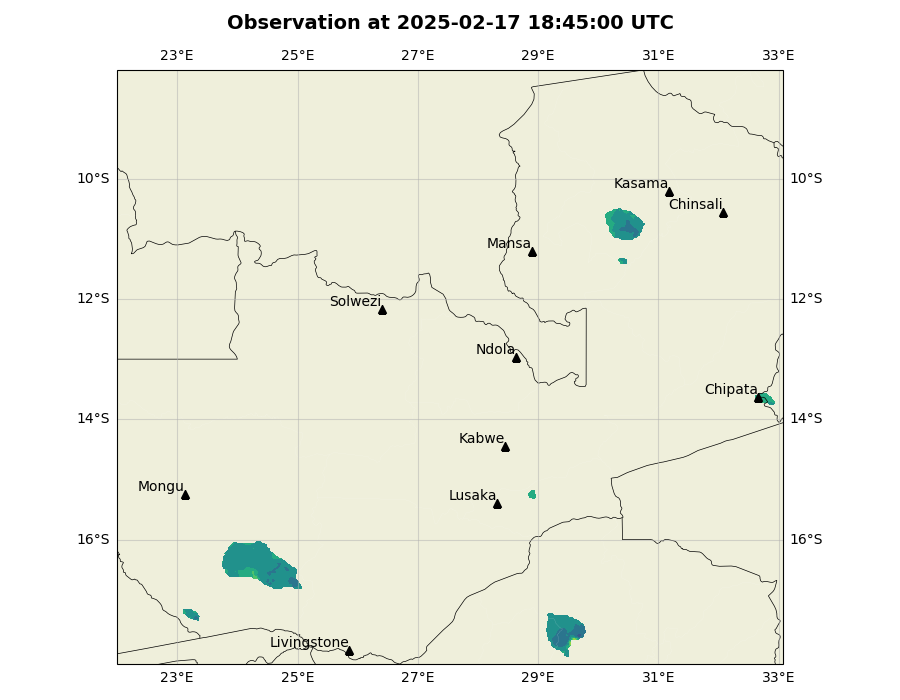 Observation at 2025-02-17 18:45:00 UTC
23°E 25°E 27°E 29°E 31°E 33°E
10°S 10°S
Kasama
Chinsali
Mansa
12°S 12°S
Solwezi
Ndola
Chipata
14°S 14°S
Kabwe
Mongu
Lusaka
16°S 16°S
Livingstone
23°E 25°E 27°E 29°E 31°E 33°E